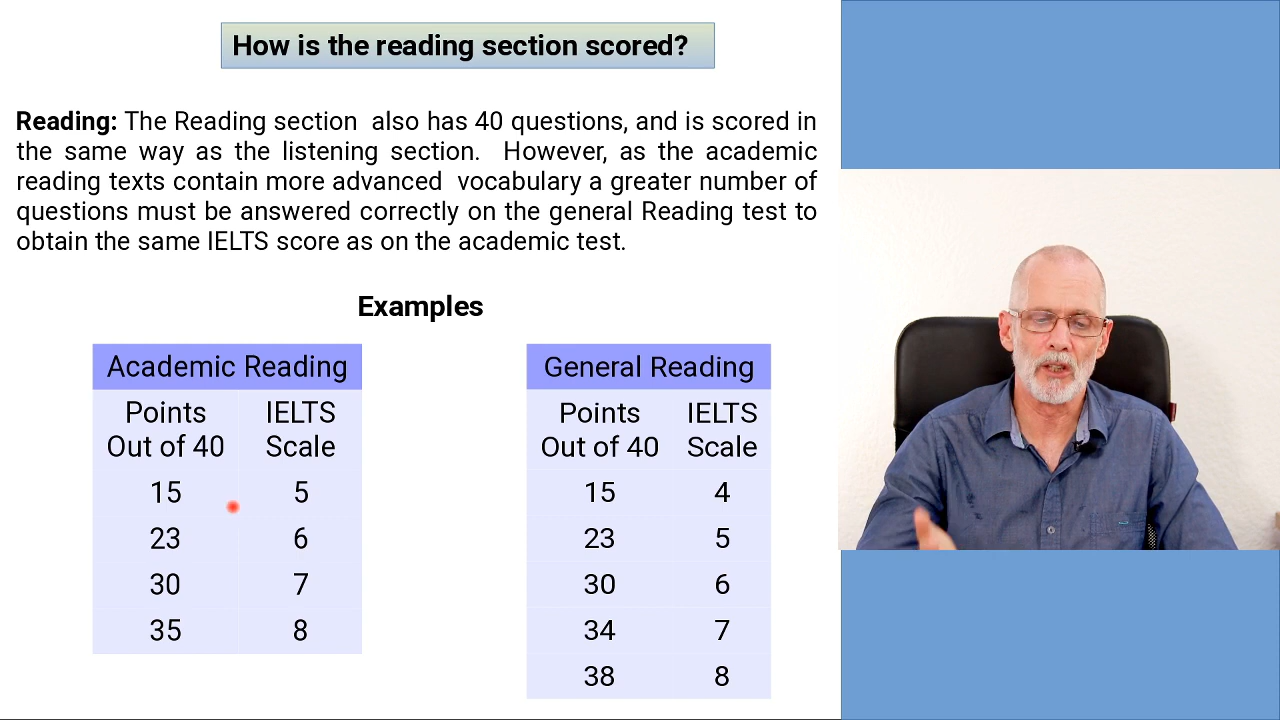 How is the reading section scored?
Reading: The Reading section also has 40 questions, and is scored in
the same way as the listening section. However, as the academic
reading texts contain more advanced vocabulary a greater number of
questions must be answered correctly on the general Reading test to
obtain the same IELTS score as on the academic test.
Examples
Academic Reading
Points IELTS
Out of 40 Scale
15 5
23 6
30 7
35 8
General Reading
Points IELTS
Out of 40 Scale
15 4
23 5
30 6
34 7
38 8